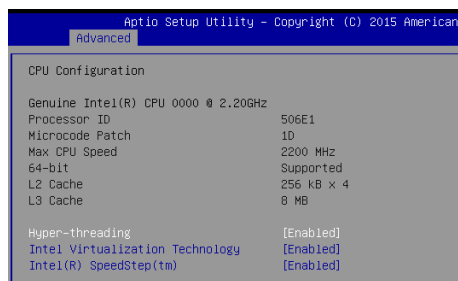 Aptio Setup Utility – Copyright (C) 2015 American
Advanced
CPU Configuration
Genuine Intel(R) CPU 0000 @ 2.20GHz
Processor ID 506E1
Microcode Patch 1D
Max CPU Speed 2200 MHz
64-bit Supported
L2 Cache 256 kB x 4
L3 Cache 8 MB
Hyper-threading [Enabled]
Intel Virtualization Technology [Enabled]
Intel(R) SpeedStep(tm) [Enabled]